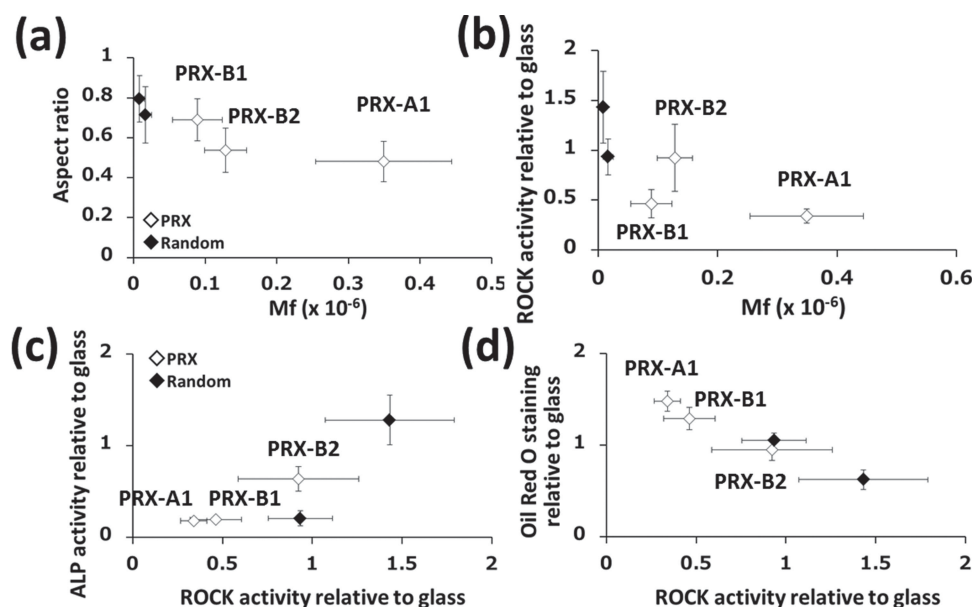 (a)
Aspect ratio
1
0.8
0.6
0.4
0.2
0
0
0.1
0.2
0.3
0.4
0.5
PRX-B1
PRX-B2
PRX-A1
PRX
Random
Mf (x 10-6)
(b)
ROCK activity relative to glass
2
1.5
1
0.5
0
0
0.2
0.4
0.6
PRX-B2
PRX-A1
PRX-B1
Mf (x 10-6)
(c)
ALP activity relative to glass
2
1
0
0
0.5
1
1.5
2
PRX
Random
PRX-B2
PRX-A1
PRX-B1
ROCK activity relative to glass
(d)
Oil Red O staining
relative to glass
2
1
0
0
0.5
1
1.5
2
PRX-A1
PRX-B1
PRX-B2
ROCK activity relative to glass